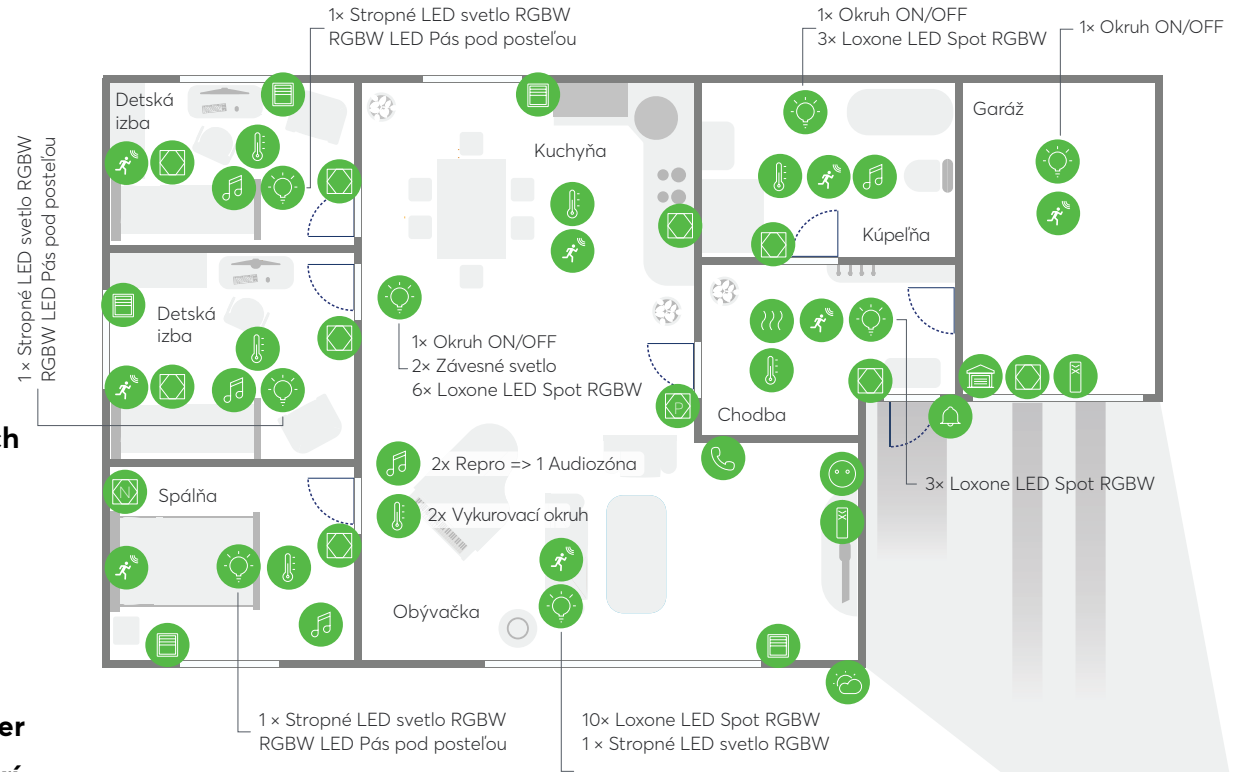 1× Stropné LED svetlo RGBW
RGBW LED Pás pod posteľou
1× Okruh ON/OFF
3× Loxone LED Spot RGBW
1× Okruh ON/OFF
Detská
izba
Kuchyňa
Garáž
Kúpeľňa
1 × Stropné LED svetlo RGBW
RGBW LED Pás pod posteľou
Detská
izba
1× Okruh ON/OFF
2× Závesné svetlo
6× Loxone LED Spot RGBW
P
Chodba
ch
2x Repro => 1 Audiozóna
3× Loxone LED Spot RGBW
N
Spálňa
2x Vykurovací okruh
Obývačka
1 × Stropné LED svetlo RGBW
RGBW LED Pás pod posteľou
10× Loxone LED Spot RGBW
1 × Stropné LED svetlo RGBW
er